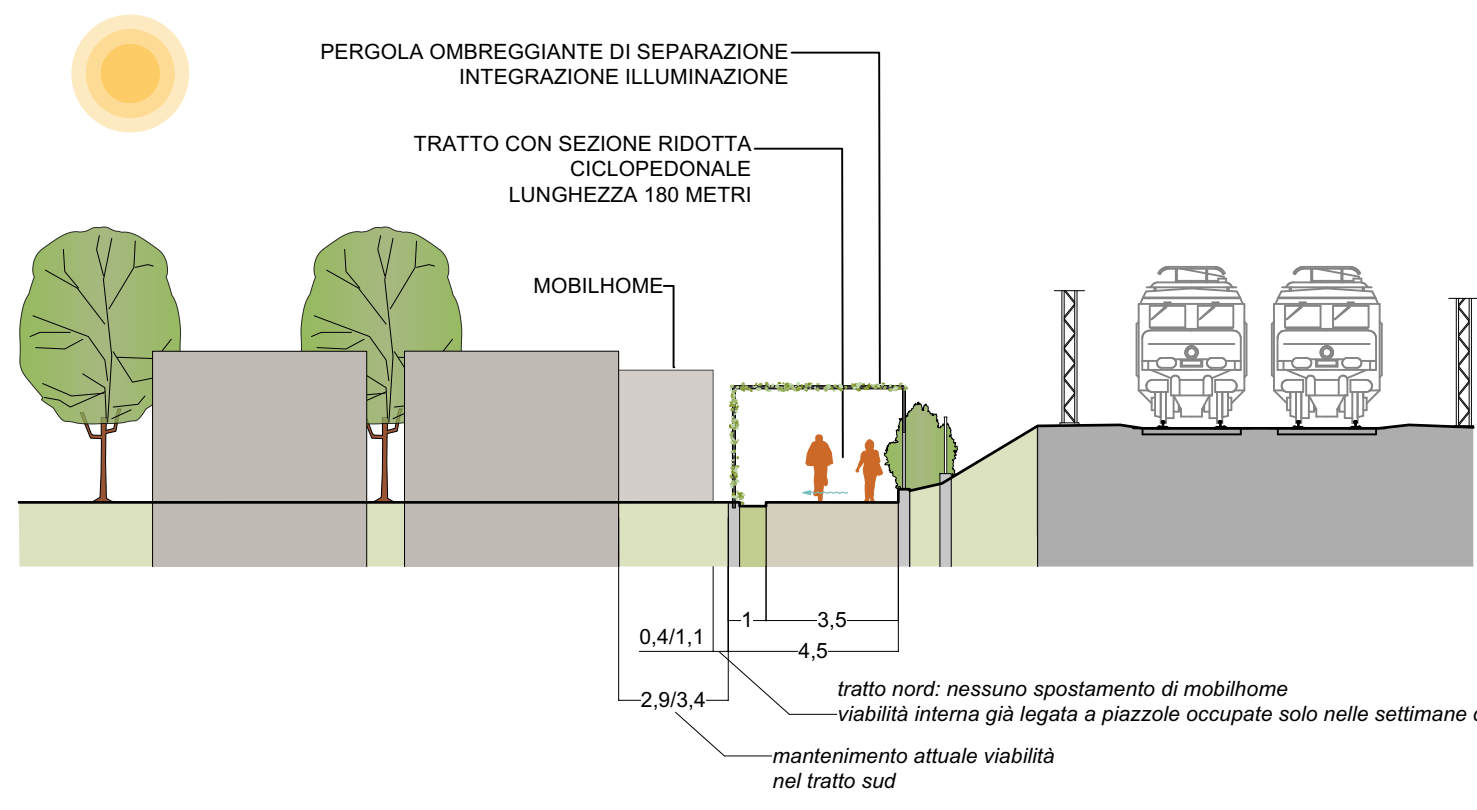 PERGOLA OMBREGGIANTE DI SEPARAZIONE
INTEGRAZIONE ILLUMINAZIONE
TRATTO CON SEZIONE RIDOTTA
CICLOPEDONALE
LUNGHEZZA 180 METRI
MOBILHOME
1
3,5
0,4/1,1
4,5
2,9/3,4
tratto nord: nessuno spostamento di mobilhome
viabilità interna già legata a piazzole occupate solo nelle settimane
mantenimento attuale viabilità
nel tratto sud